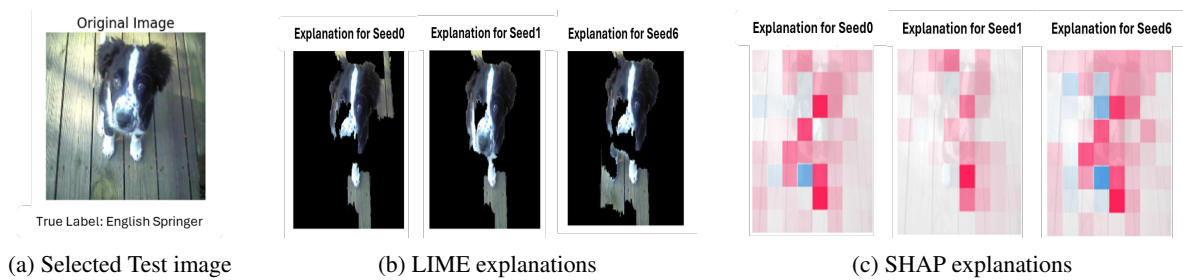 Original Image
True Label: English Springer
(a) Selected Test image
Explanation for Seed0
Explanation for Seed1
Explanation for Seed6
(b) LIME explanations
Explanation for Seed0
Explanation for Seed1
Explanation for Seed6
(c) SHAP explanations